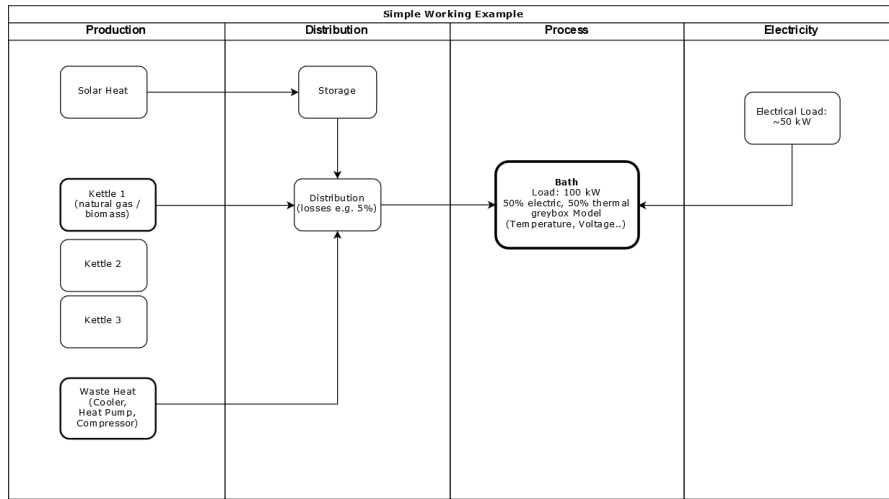 Simple Working Example
Production
Distribution
Process
Electricity
Solar Heat
Storage
Electrical Load:
~50 kW
Kettle 1
(natural gas /
biomass)
Distribution
(losses e.g. 5%)
Bath
Load: 100 kW
50% electric, 50% thermal
greybox Model
(Temperature, Voltage..)
Kettle 2
Kettle 3
Waste Heat
(Cooler,
Heat Pump,
Compressor)